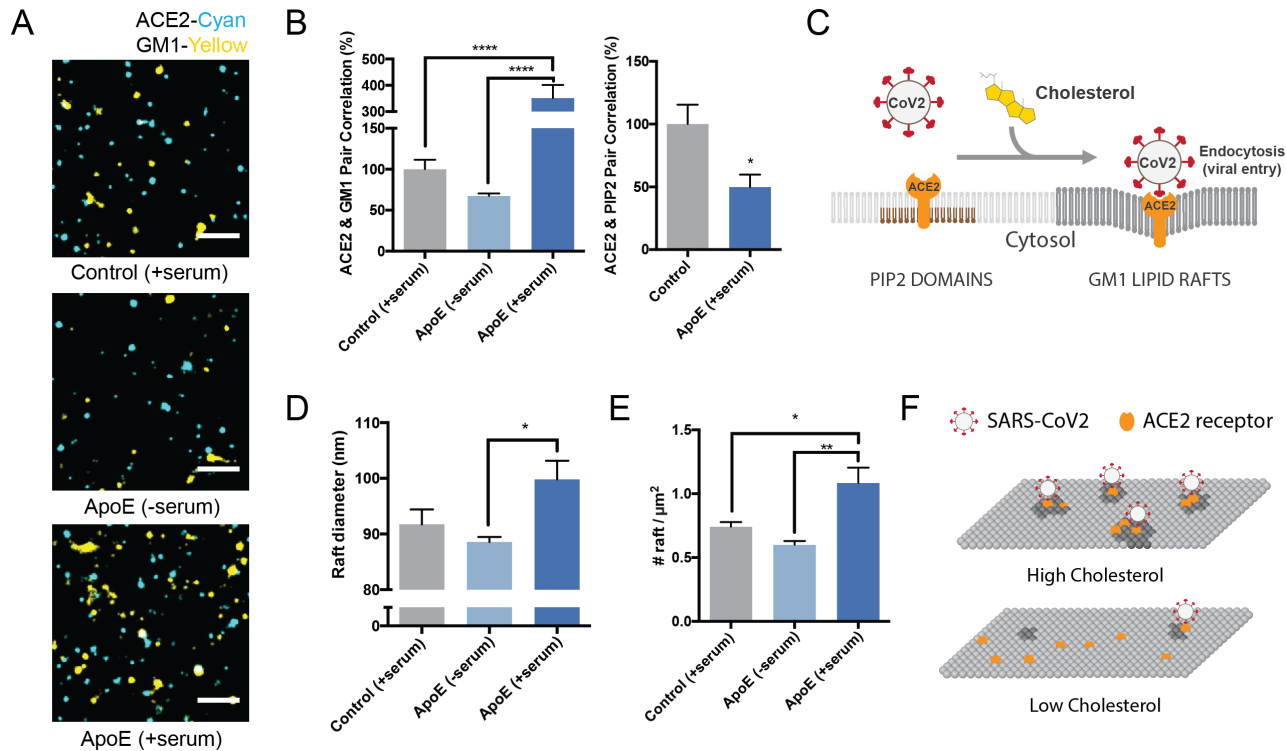 A
ACE2-Cyan
GM1-Yellow
Control (+serum)
ApoE (-serum)
ApoE (+serum)
B
ACE2 & GM1 Pair Correlation (%)
500
400
300
150
100
50
0
****
****
Control (+serum)
ApoE (-serum)
ApoE (+serum)
ACE2 & PIP2 Pair Correlation (%)
150
100
50
0
*
Control
ApoE (+serum)
C
CoV2
Cholesterol
CoV2
Endocytosis
(viral entry)
ACE2
ACE2
Cytosol
PIP2 DOMAINS
GM1 LIPID RAFTS
D
Raft diameter (nm)
110
100
90
80
0
*
Control (+serum)
ApoE (-serum)
ApoE (+serum)
E
# raft / µm2
1.5
1.0
0.5
0.0
*
**
Control (+serum)
ApoE (-serum)
ApoE (+serum)
F
SARS-CoV2
ACE2 receptor
High Cholesterol
Low Cholesterol